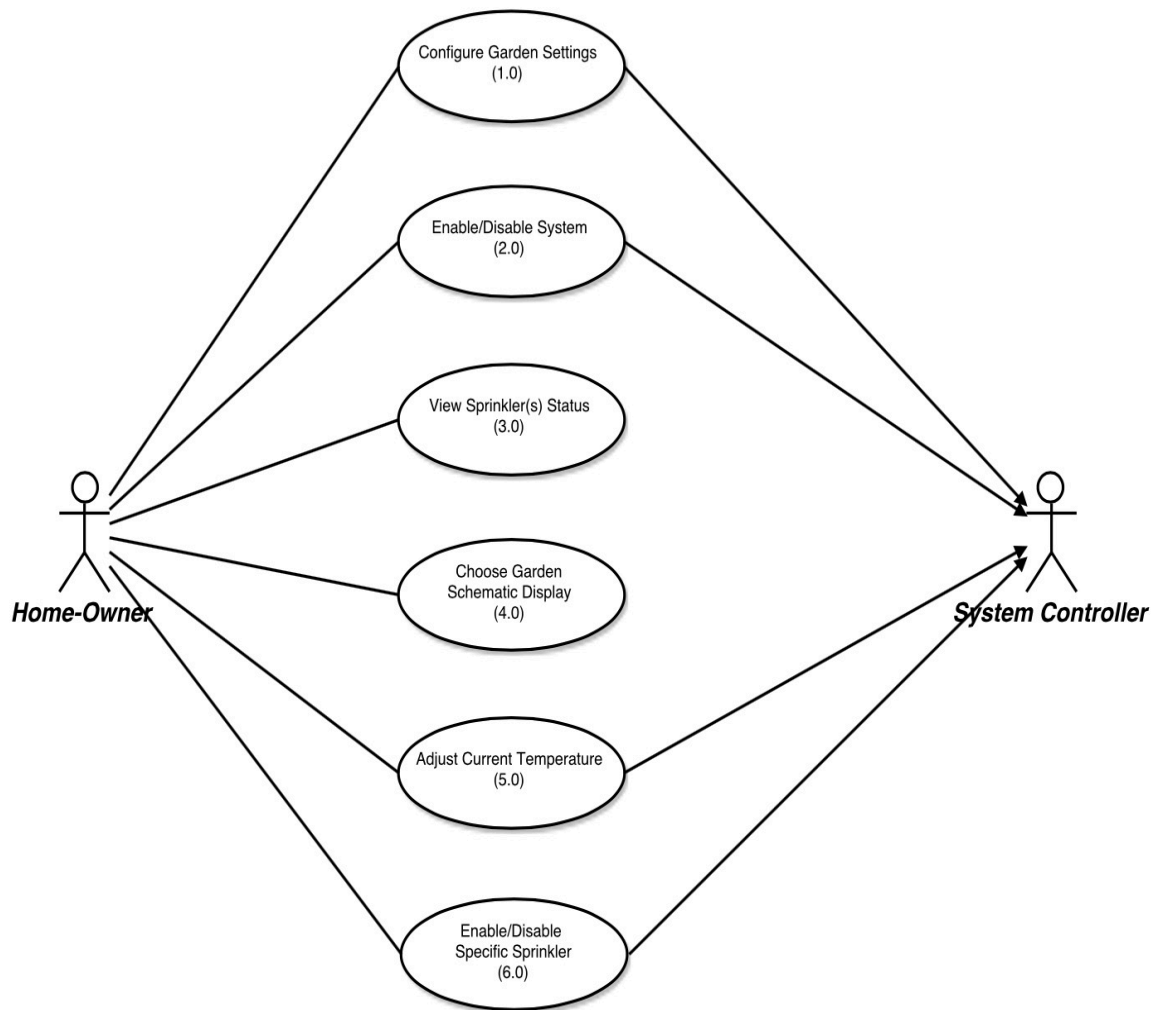 Configure Garden Settings
(1.0)
Enable/Disable System
(2.0)
View Sprinkler(s) Status
(3.0)
Choose Garden
Schematic Display
(4.0)
Home-Owner
System Controller
Adjust Current Temperature
(5.0)
Enable/Disable
Specific Sprinkler
(6.0)